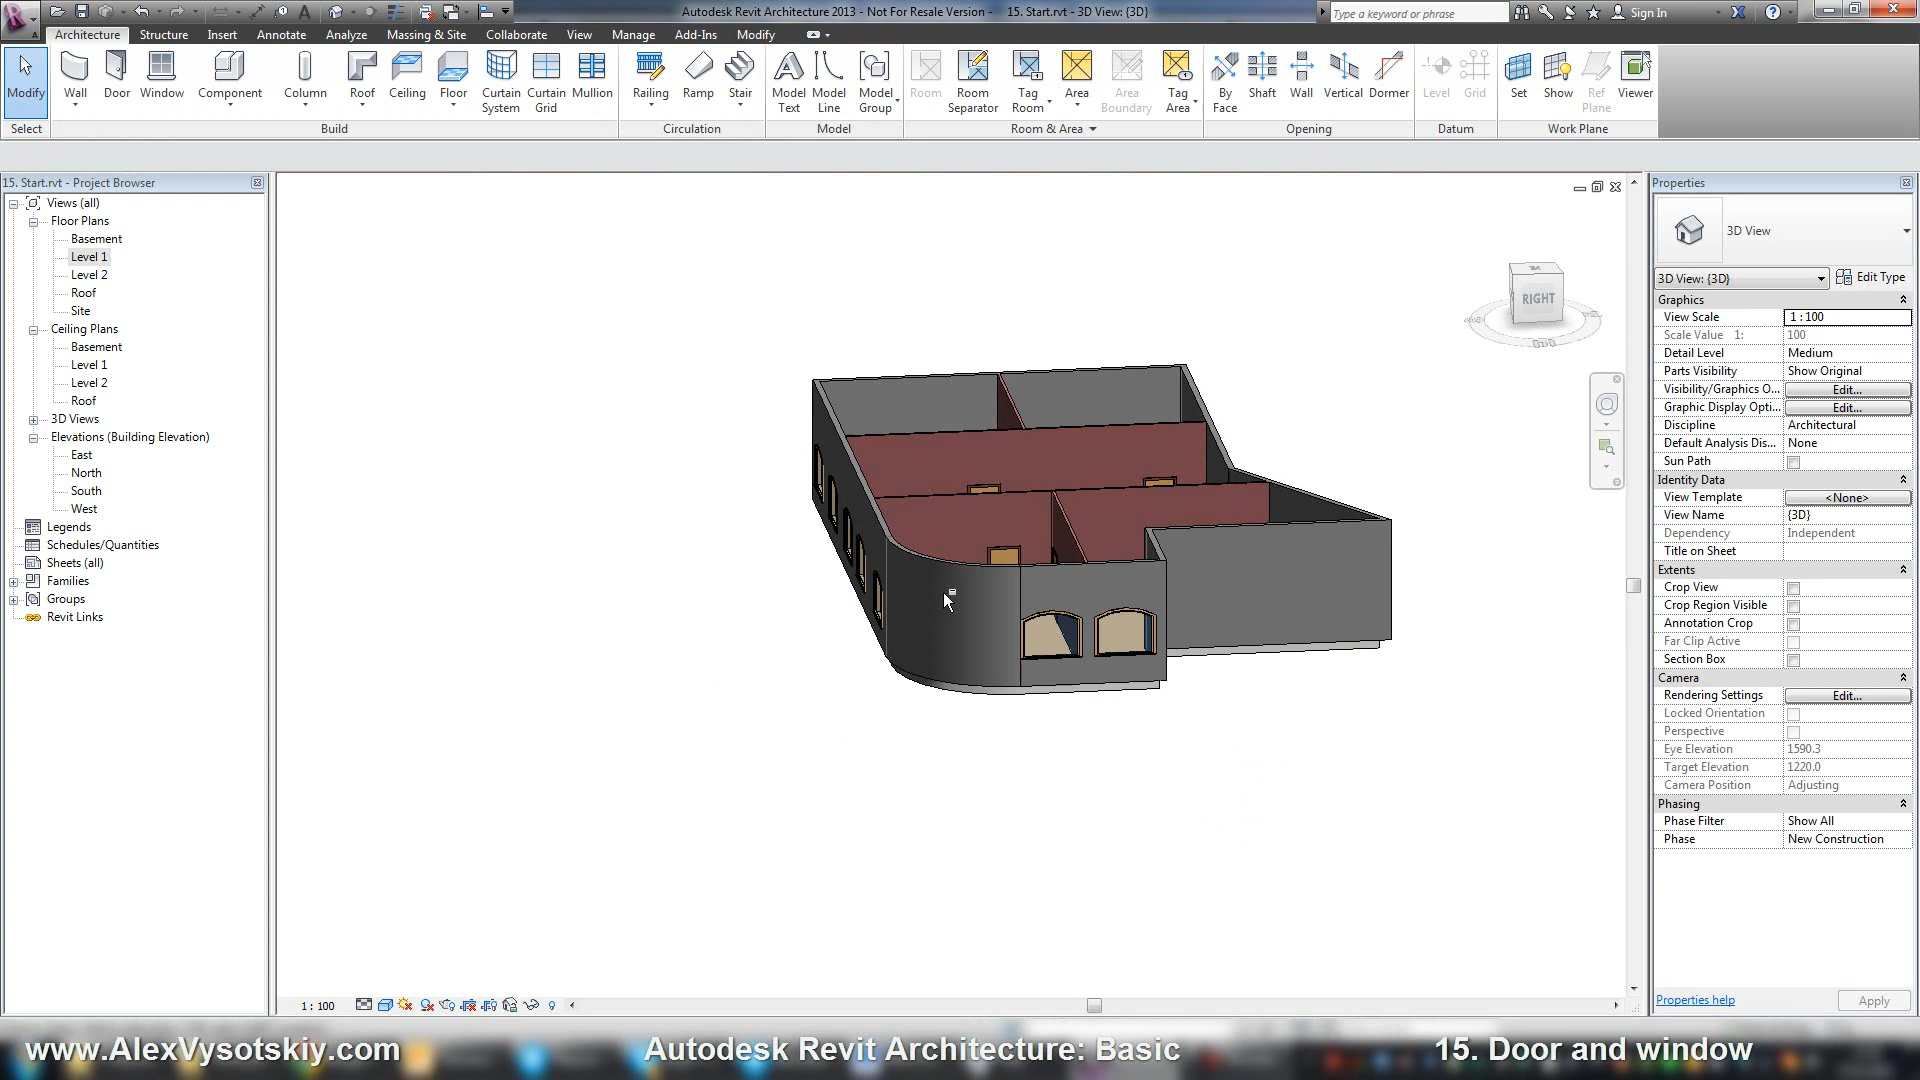 Autodesk Revit Architecture 2013 - Not For Resale Version - 15. Start.rvt - 3D View: {3D}
Type a keyword or phrase
Sign In
Architecture Structure Insert Annotate Analyze Massing & Site Collaborate View Manage Add-Ins Modify
Modify Wall Door Window Component Column Roof Ceiling Floor Curtain System Curtain Grid Mullion Railing Ramp Stair Model Text Model Line Model Group Room Room Separator Tag Room Area Area Boundary Tag Area By Face Shaft Wall Vertical Dormer Level Grid Set Show Ref Plane Viewer
Select Build Circulation Model Room & Area Opening Datum Work Plane
15. Start.rvt - Project Browser
Views (all)
Floor Plans
Basement
Level 1
Level 2
Roof
Site
Ceiling Plans
Basement
Level 1
Level 2
Roof
3D Views
Elevations (Building Elevation)
East
North
South
West
Legends
Schedules/Quantities
Sheets (all)
Families
Groups
Revit Links
RIGHT
1 : 100
Properties
3D View
3D View: {3D} Edit Type
Graphics
View Scale 1 : 100
Scale Value 1: 100
Detail Level Medium
Parts Visibility Show Original
Visibility/Graphics O... Edit...
Graphic Display Opti... Edit...
Discipline Architectural
Default Analysis Dis... None
Sun Path
Identity Data
View Template <None>
View Name {3D}
Dependency Independent
Title on Sheet
Extents
Crop View
Crop Region Visible
Annotation Crop
Far Clip Active
Section Box
Camera
Rendering Settings Edit...
Locked Orientation
Perspective
Eye Elevation 1590.3
Target Elevation 1220.0
Camera Position Adjusting
Phasing
Phase Filter Show All
Phase New Construction
Properties help Apply
www.AlexVysotskiy.com Autodesk Revit Architecture: Basic 15. Door and window